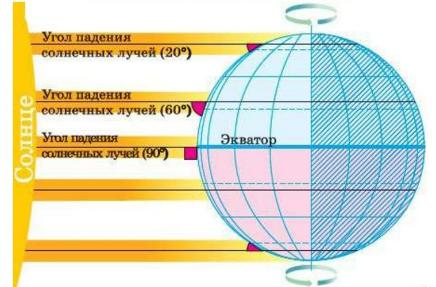 Угол падения
солнечных лучей (20°)
Угол падения
солнечных лучей (60°)
Угол падения
солнечных лучей (90°)
Экватор
Солнце